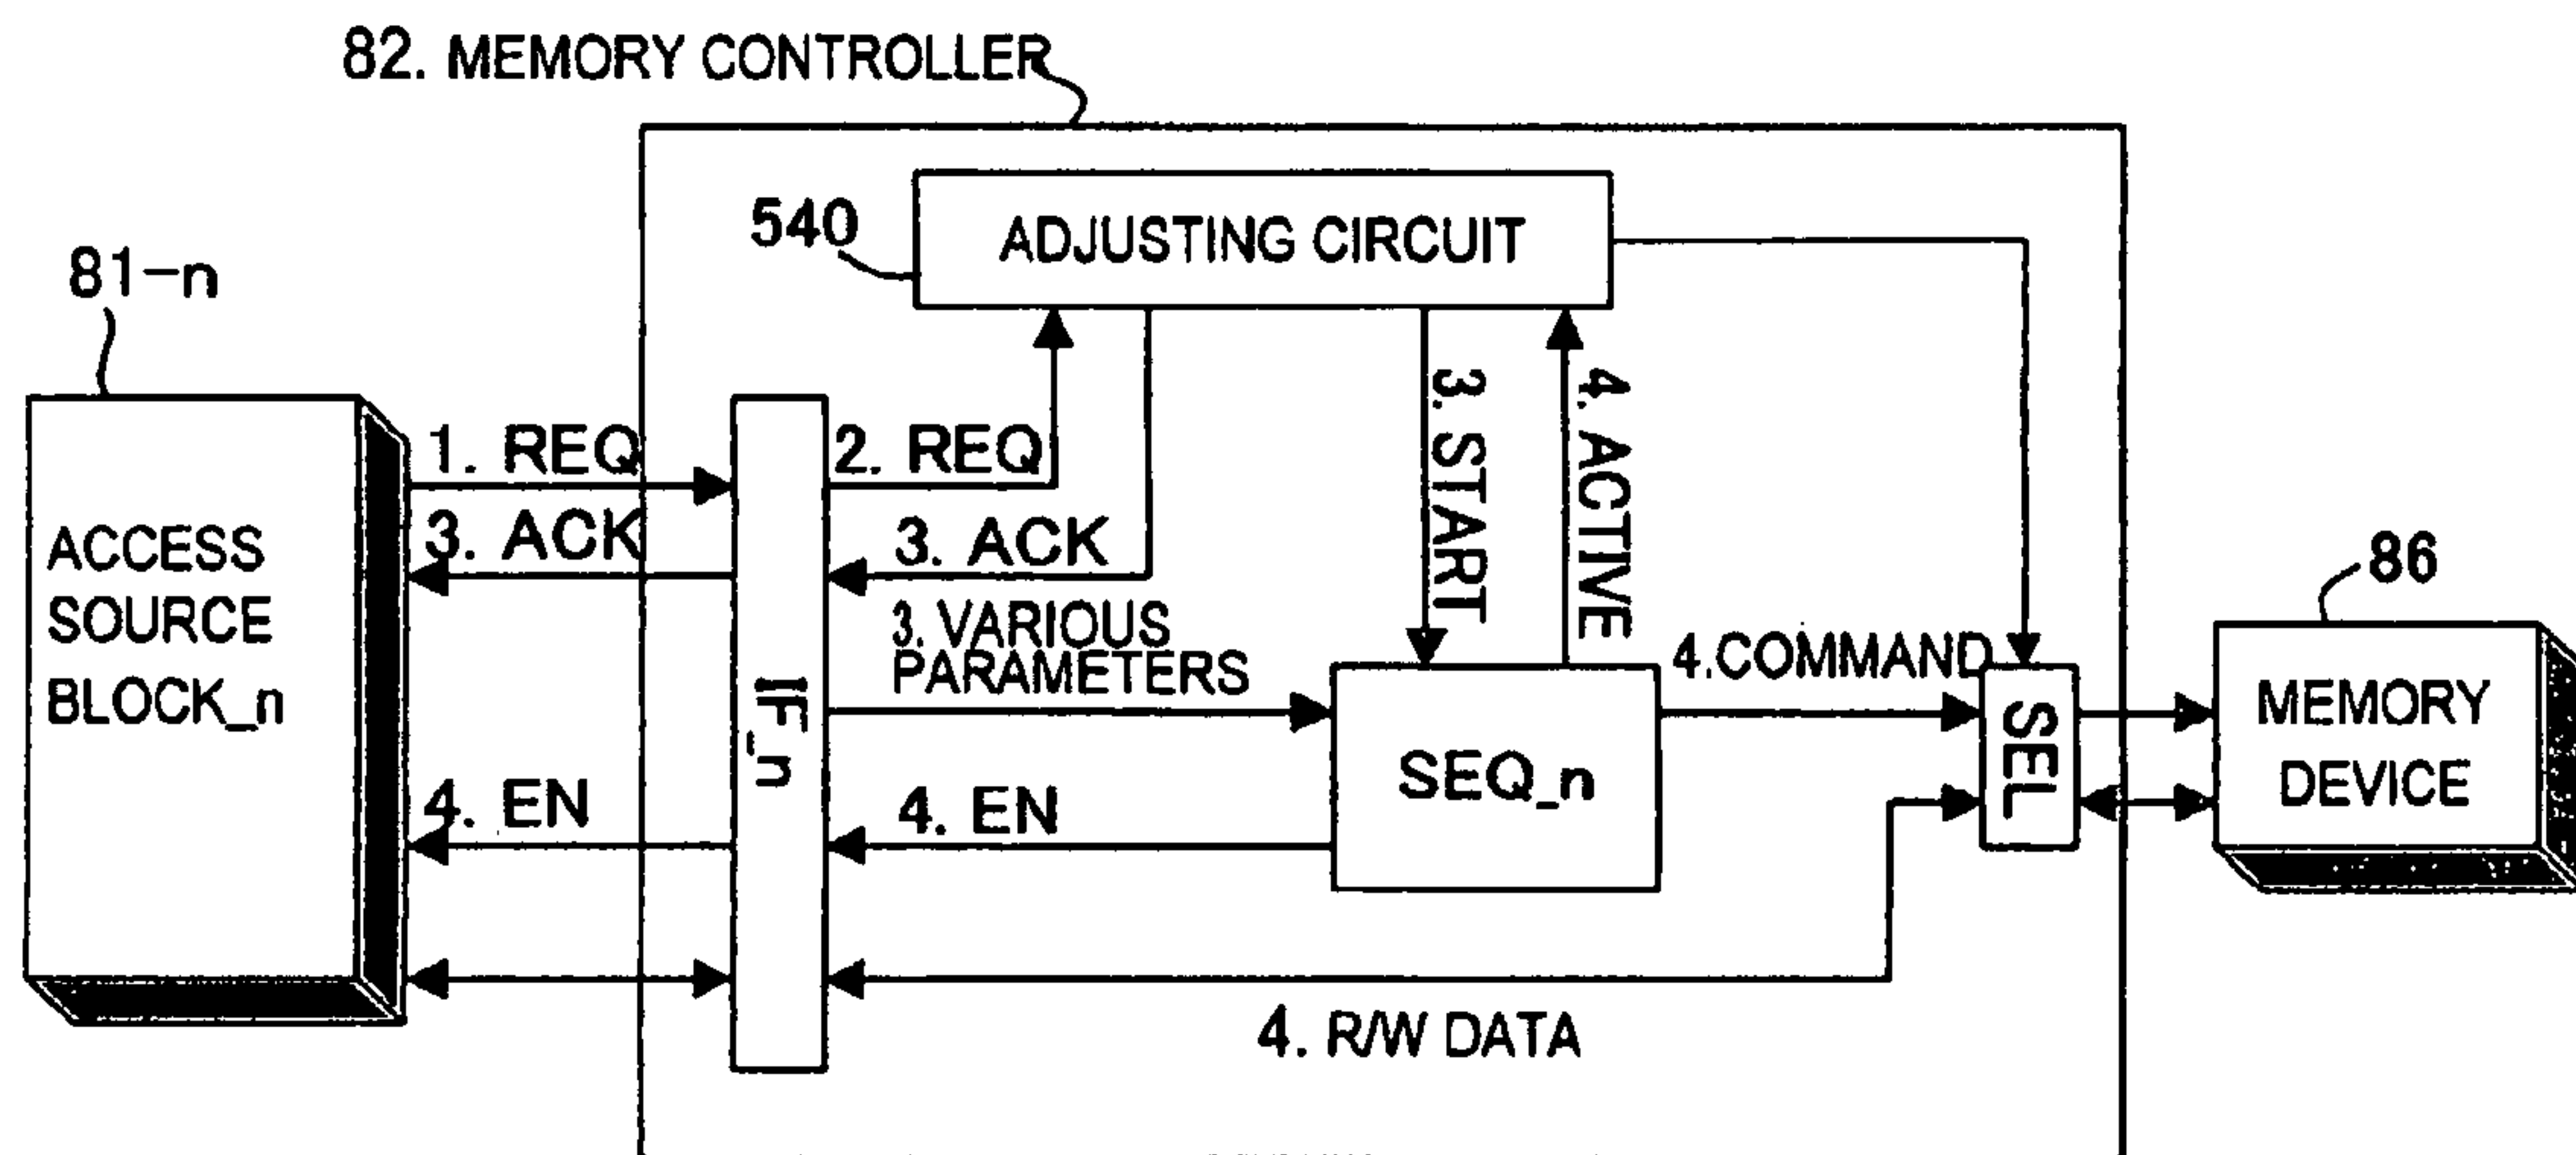 82. MEMORY CONTROLLER
540
ADJUSTING CIRCUIT
81-n
ACCESS
SOURCE
BLOCK_n
1. REQ
2. REQ
3. ACK
3. ACK
3. START
4. ACTIVE
3. VARIOUS
PARAMETERS
IF_n
SEQ_n
4. EN
4. EN
4.COMMAND
SEL
86
MEMORY
DEVICE
4. R/W DATA